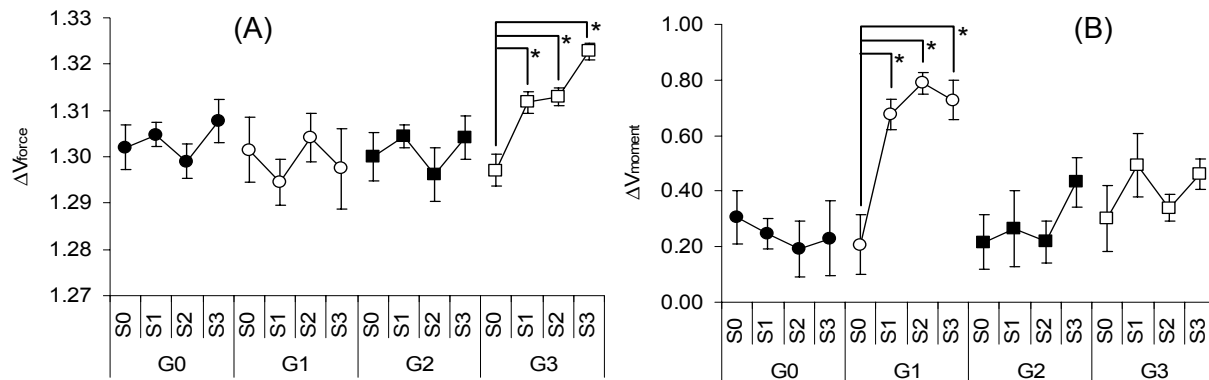 (A)
ΔVforce
1.33
1.32
1.31
1.30
1.29
1.28
1.27
* * *
S0 S1 S2 S3 S0 S1 S2 S3 S0 S1 S2 S3 S0 S1 S2 S3
G0 G1 G2 G3
(B)
ΔVmoment
1.00
0.80
0.60
0.40
0.20
0.00
* * *
S0 S1 S2 S3 S0 S1 S2 S3 S0 S1 S2 S3 S0 S1 S2 S3
G0 G1 G2 G3